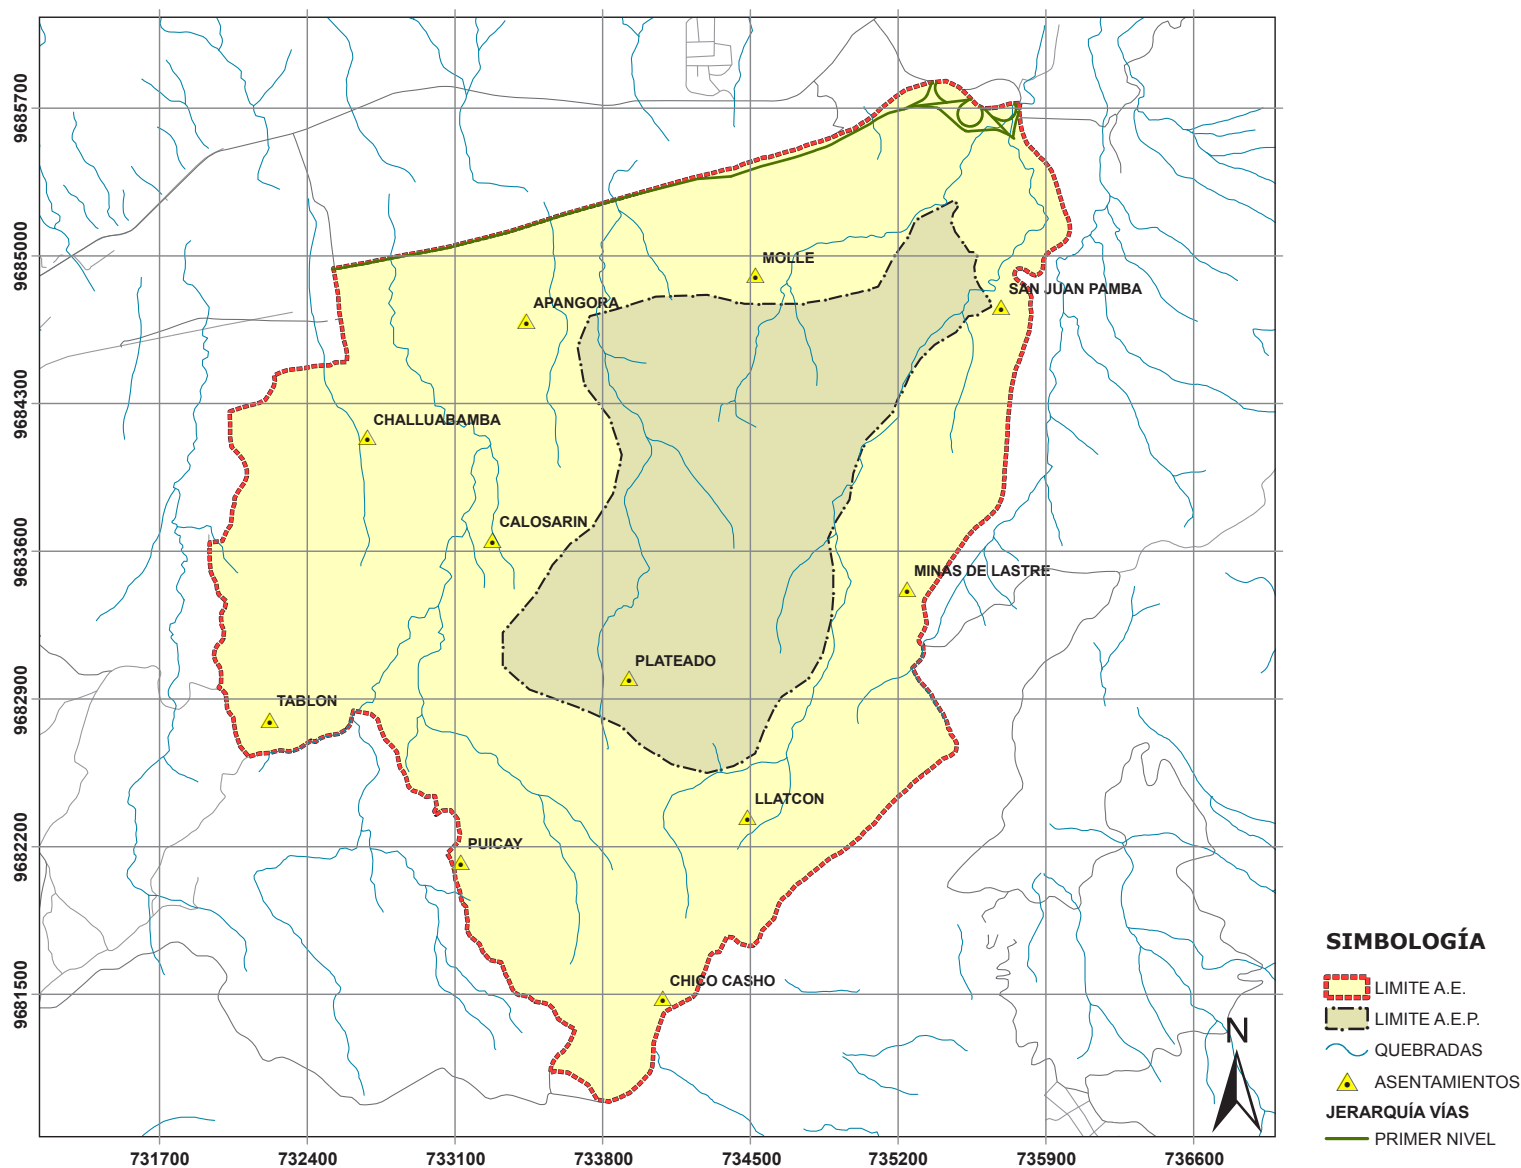 9685700
9685000
9684300
9683600
9682900
9682200
9681500
MOLLE
SAN JUAN PAMBA
APANGORA
CHALLUABAMBA
CALOSARIN
MINAS DE LASTRE
PLATEADO
TABLON
LLATCON
PUICAY
CHICO CASHO
731700 732400 733100 733800 734500 735200 735900 736600
SIMBOLOGÍA
LIMITE A.E.
LIMITE A.E.P.
QUEBRADAS
ASENTAMIENTOS
JERARQUÍA VÍAS
PRIMER NIVEL
N